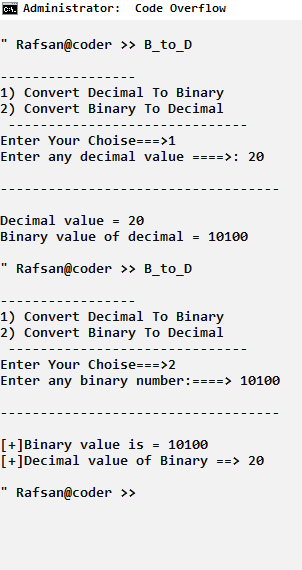 Administrator: Code Overflow
" Rafsan@coder >> B_to_D
-----------------
1) Convert Decimal To Binary
2) Convert Binary To Decimal
------------------------------
Enter Your Choise===>1
Enter any decimal value ====>: 20
-----------------------------------
Decimal value = 20
Binary value of decimal = 10100
" Rafsan@coder >> B_to_D
-----------------
1) Convert Decimal To Binary
2) Convert Binary To Decimal
------------------------------
Enter Your Choise===>2
Enter any binary number:====> 10100
-----------------------------------
[+]Binary value is = 10100
[+]Decimal value of Binary ==> 20
" Rafsan@coder >>